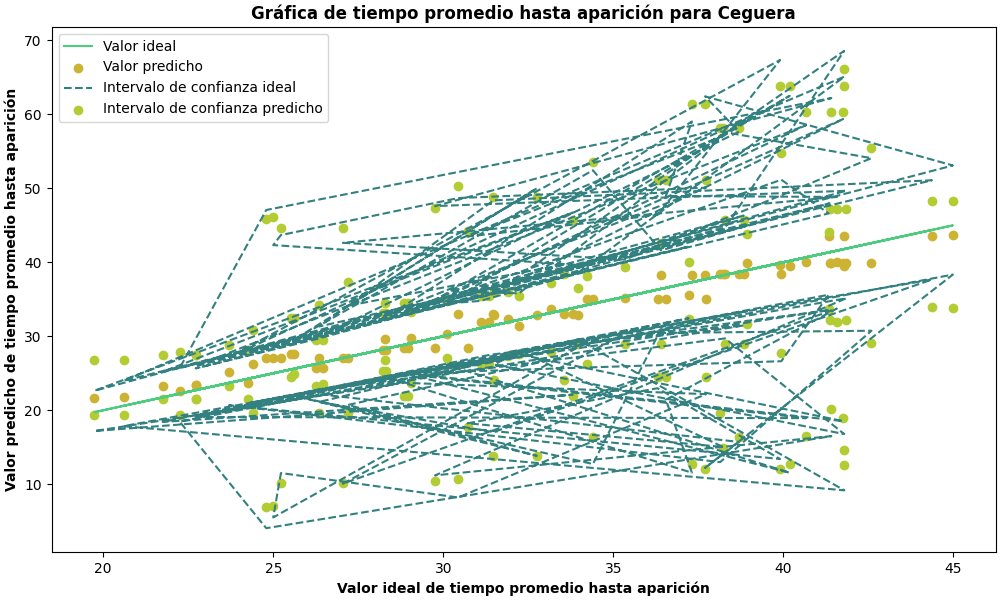 Gráfica de tiempo promedio hasta aparición para Ceguera
Valor ideal
Valor predicho
Intervalo de confianza ideal
Intervalo de confianza predicho
Valor predicho de tiempo promedio hasta aparición
70
60
50
40
30
20
10
20
25
30
35
40
45
Valor ideal de tiempo promedio hasta aparición